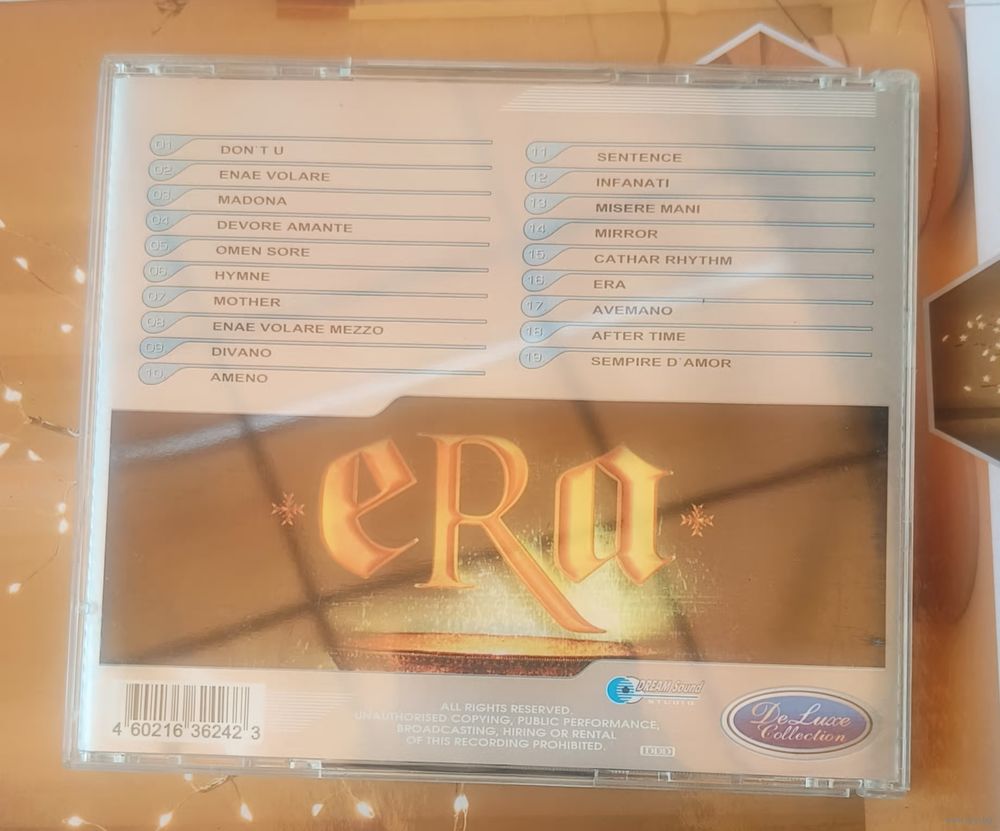 01 DON`T U
02 ENAE VOLARE
03 MADONA
04 DEVORE AMANTE
05 OMEN SORE
06 HYMNE
07 MOTHER
08 ENAE VOLARE MEZZO
09 DIVANO
10 AMENO
11 SENTENCE
12 INFANATI
13 MISERE MANI
14 MIRROR
15 CATHAR RHYTHM
16 ERA
17 AVEMANO
18 AFTER TIME
19 SEMPIRE D`AMOR
eRa
4 60216 36242 3
ALL RIGHTS RESERVED.
UNAUTHORISED COPYING, PUBLIC PERFORMANCE,
BROADCASTING, HIRING OR RENTAL
OF THIS RECORDING PROHIBITED.
DREAM Sound
STUDIO
DDD
DeLuxe
Collection